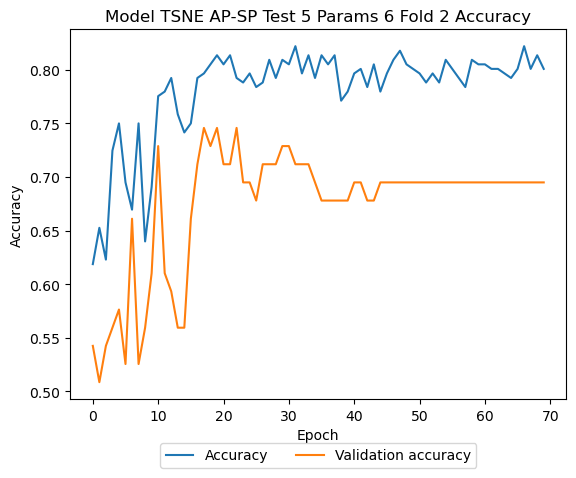 Model TSNE AP-SP Test 5 Params 6 Fold 2 Accuracy
0.80
0.75
0.70
0.65
0.60
0.55
0.50
Accuracy
0 10 20 30 40 50 60 70
Epoch
Accuracy Validation accuracy